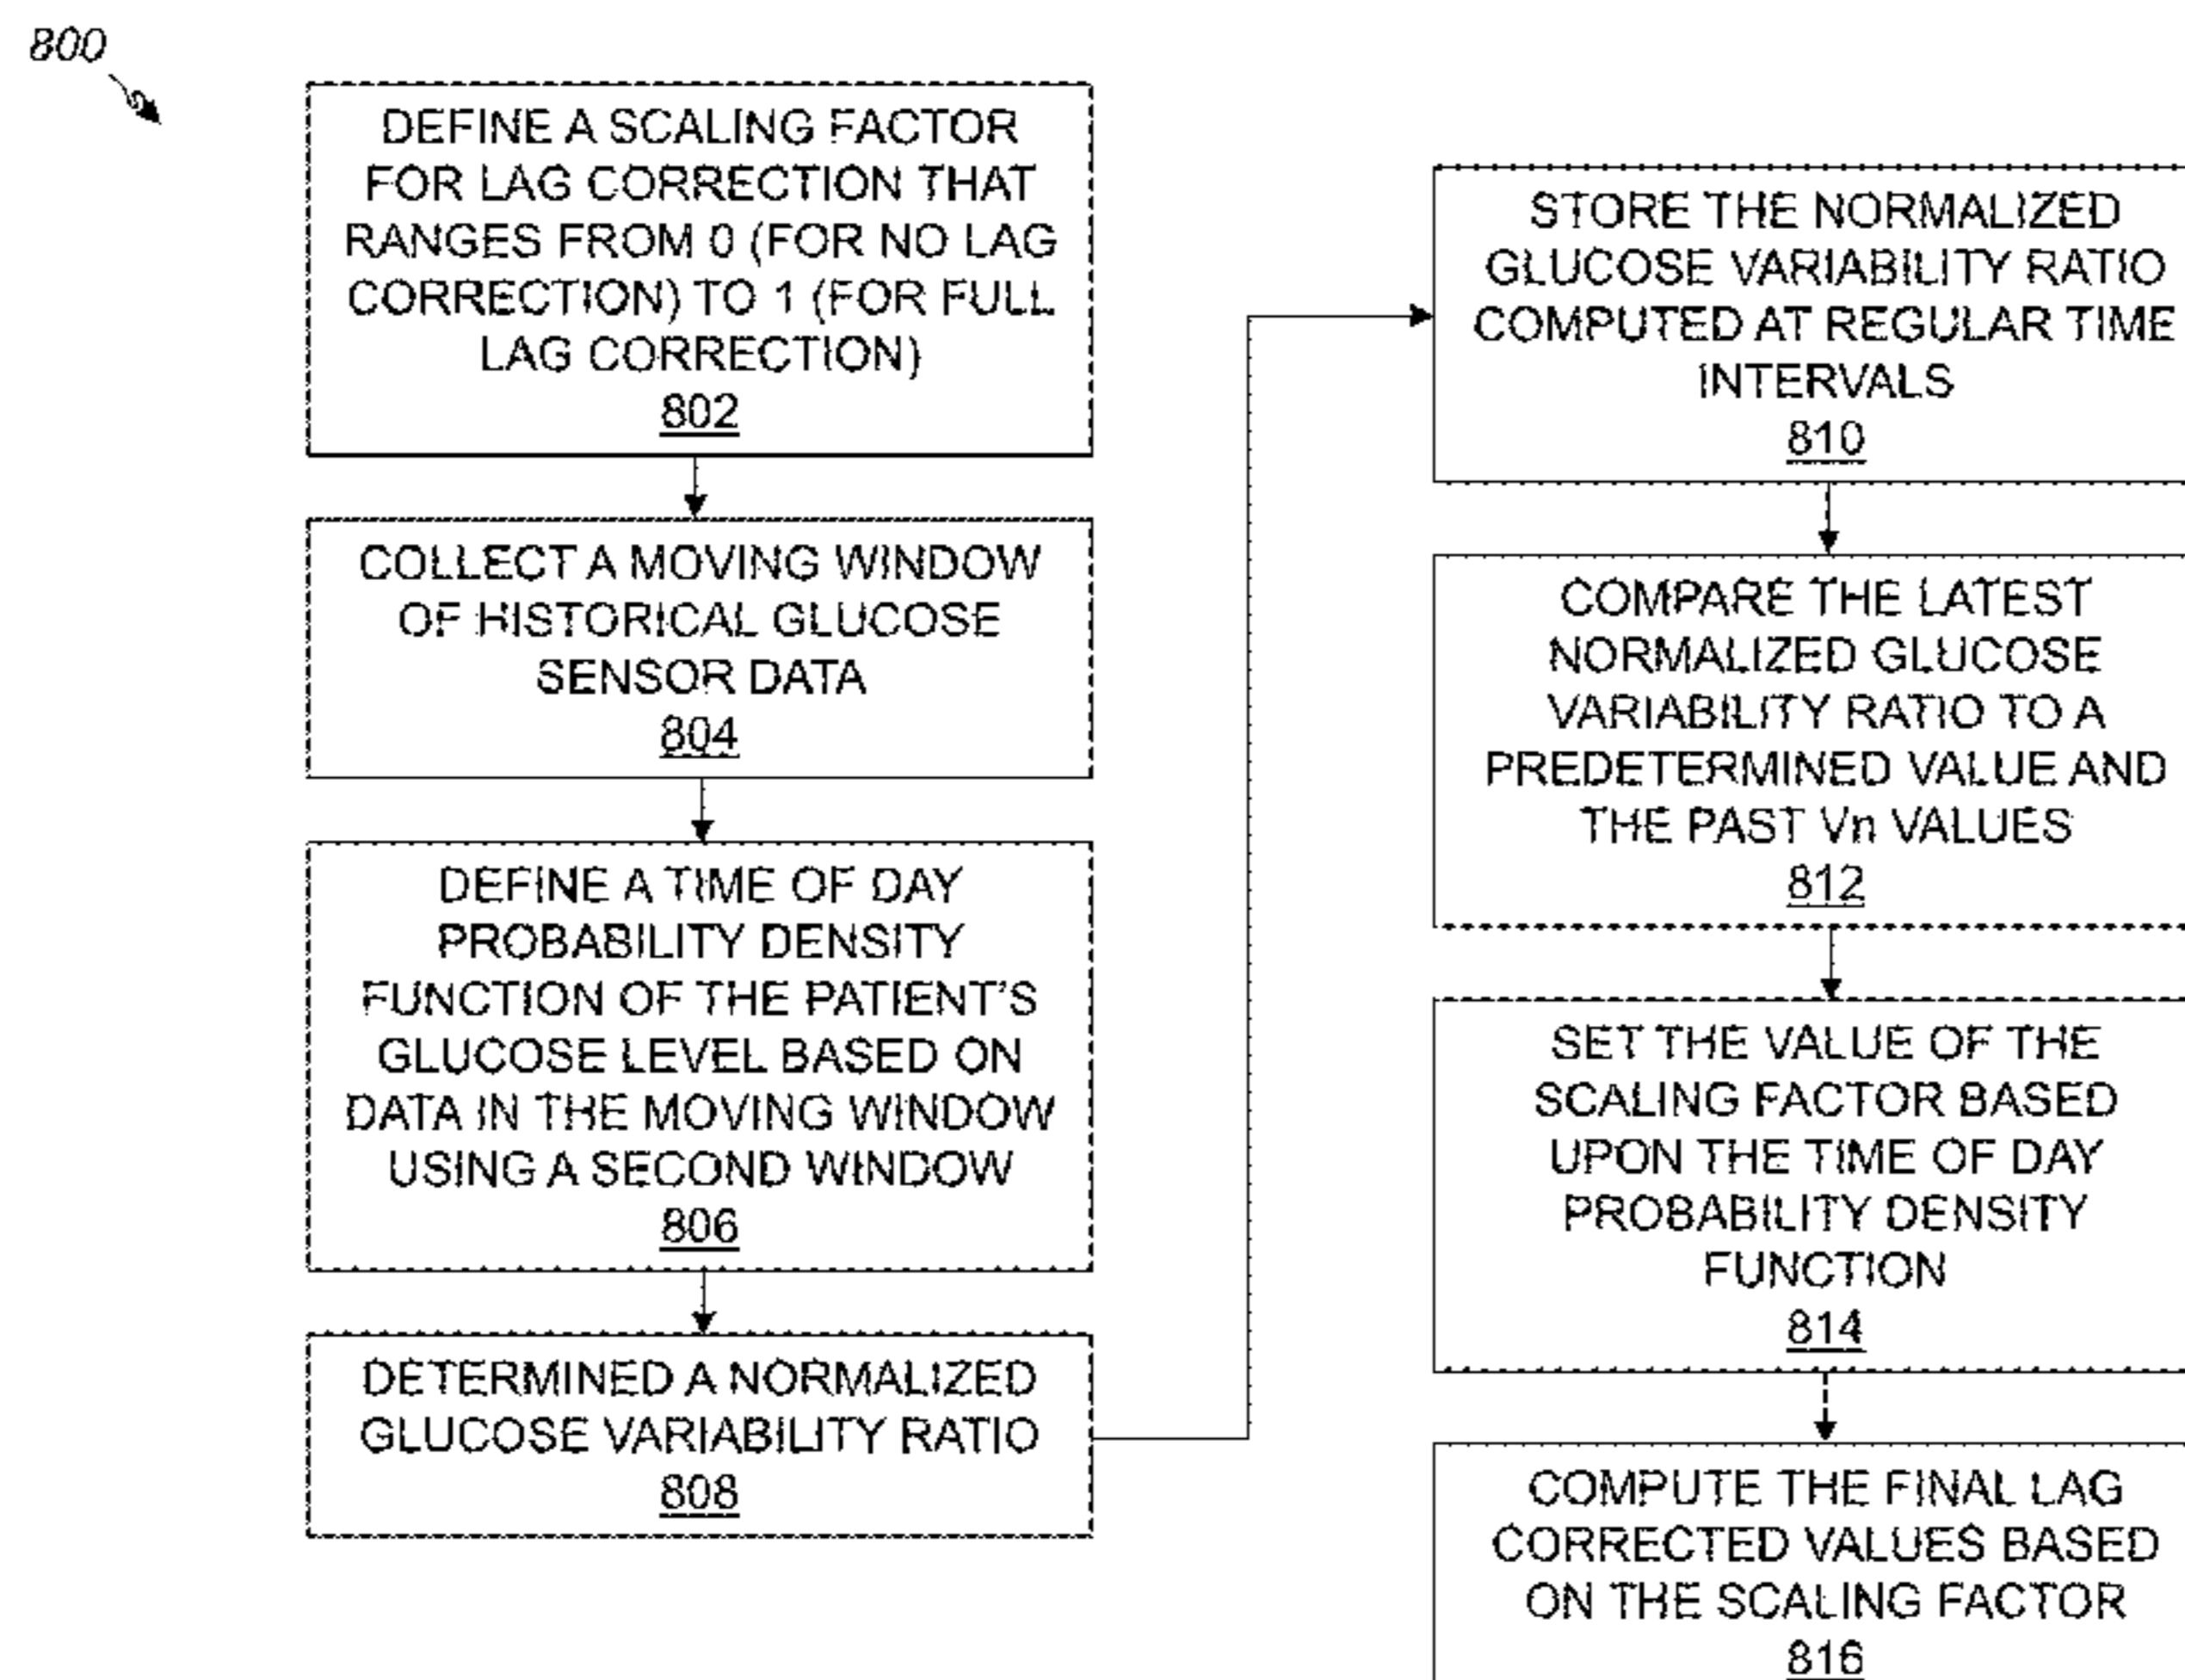 800
DEFINE A SCALING FACTOR
FOR LAG CORRECTION THAT
RANGES FROM 0 (FOR NO LAG
CORRECTION) TO 1 (FOR FULL
LAG CORRECTION)
802
COLLECT A MOVING WINDOW
OF HISTORICAL GLUCOSE
SENSOR DATA
804
DEFINE A TIME OF DAY
PROBABILITY DENSITY
FUNCTION OF THE PATIENT'S
GLUCOSE LEVEL BASED ON
DATA IN THE MOVING WINDOW
USING A SECOND WINDOW
806
DETERMINED A NORMALIZED
GLUCOSE VARIABILITY RATIO
808
STORE THE NORMALIZED
GLUCOSE VARIABILITY RATIO
COMPUTED AT REGULAR TIME
INTERVALS
810
COMPARE THE LATEST
NORMALIZED GLUCOSE
VARIABILITY RATIO TO A
PREDETERMINED VALUE AND
THE PAST Vn VALUES
812
SET THE VALUE OF THE
SCALING FACTOR BASED
UPON THE TIME OF DAY
PROBABILITY DENSITY
FUNCTION
814
COMPUTE THE FINAL LAG
CORRECTED VALUES BASED
ON THE SCALING FACTOR
816